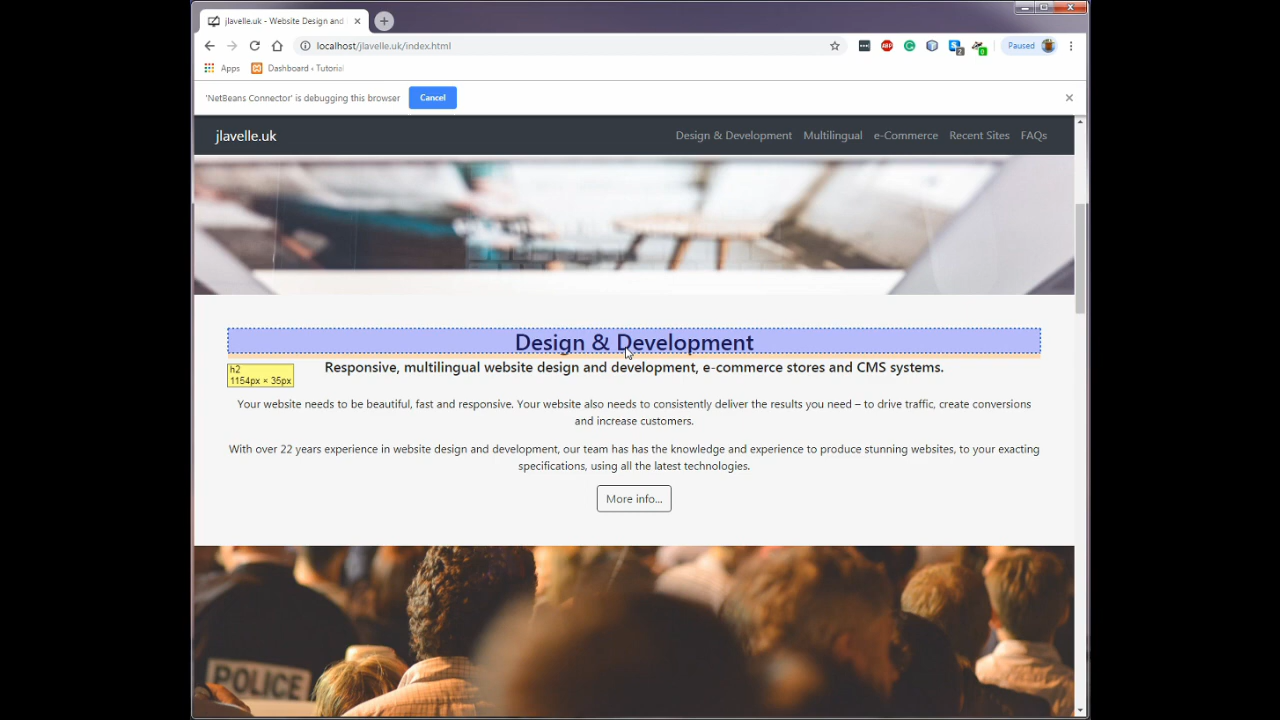 jlavelle.uk - Website Design and
localhost/jlavelle.uk/index.html
ABP
2
0
Paused
Apps
Dashboard ‹ Tutorial
'NetBeans Connector' is debugging this browser
Cancel
jlavelle.uk
Design & Development
Multilingual
e-Commerce
Recent Sites
FAQs
Design & Development
h2
1154px × 35px
Responsive, multilingual website design and development, e-commerce stores and CMS systems.
Your website needs to be beautiful, fast and responsive. Your website also needs to consistently deliver the results you need – to drive traffic, create conversions
and increase customers.
With over 22 years experience in website design and development, our team has has the knowledge and experience to produce stunning websites, to your exacting
specifications, using all the latest technologies.
More info...
POLICE